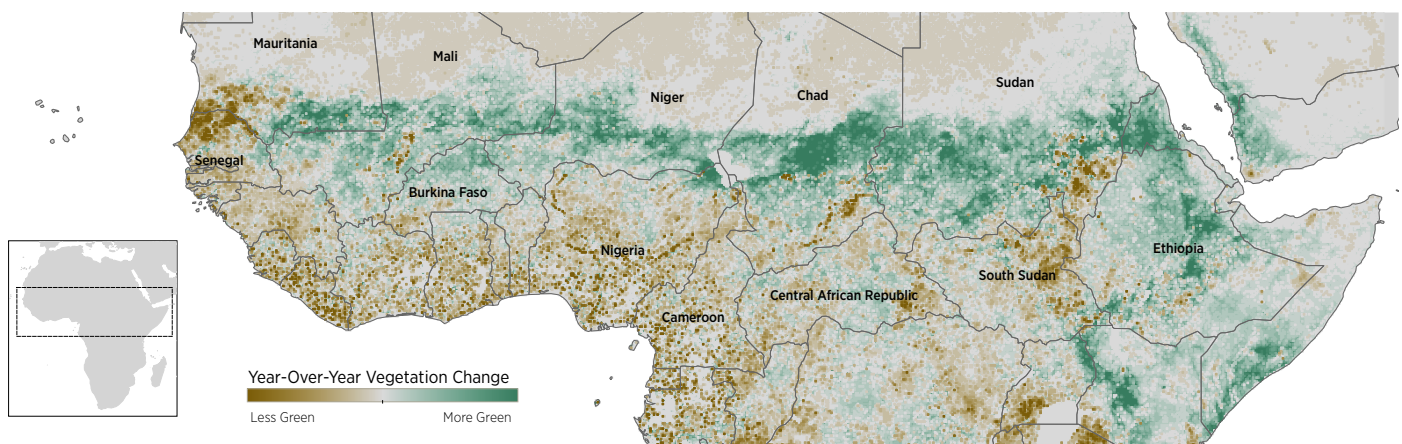 Mauritania
Mali
Niger
Chad
Sudan
Senegal
Burkina Faso
Nigeria
Ethiopia
South Sudan
Central African Republic
Cameroon
Year-Over-Year Vegetation Change
Less Green More Green